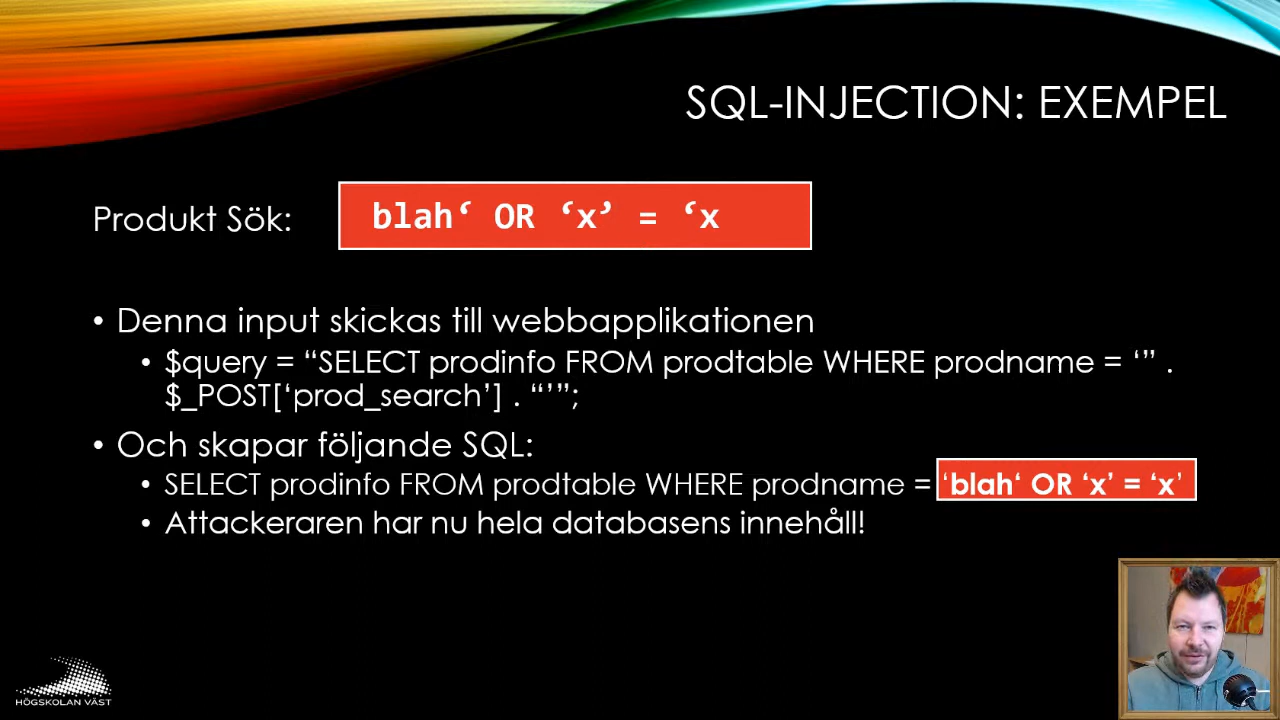 SQL-INJECTION: EXEMPEL
Produkt Sök:
blah‘ OR ‘x’ = ‘x
• Denna input skickas till webbapplikationen
• $query = “SELECT prodinfo FROM prodtable WHERE prodname = ‘” .
$_POST[‘prod_search’] . “’”;
• Och skapar följande SQL:
• SELECT prodinfo FROM prodtable WHERE prodname = ‘blah‘ OR ‘x’ = ‘x’
• Attackeraren har nu hela databasens innehåll!
HÖGSKOLAN VÄST